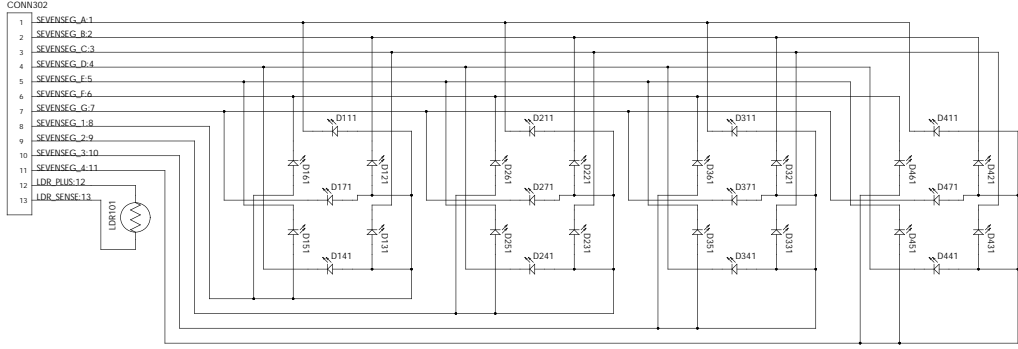 CONN302
1 SEVENSEG_A:1
2 SEVENSEG_B:2
3 SEVENSEG_C:3
4 SEVENSEG_D:4
5 SEVENSEG_E:5
6 SEVENSEG_F:6
7 SEVENSEG_G:7
8 SEVENSEG_1:8
9 SEVENSEG_2:9
10 SEVENSEG_3:10
11 SEVENSEG_4:11
12 LDR_PLUS:12
13 LDR_SENSE:13
LDR101
D111
D161
D121
D171
D151
D131
D141
D211
D261
D221
D271
D251
D231
D241
D311
D361
D321
D371
D351
D331
D341
D411
D461
D421
D471
D451
D431
D441